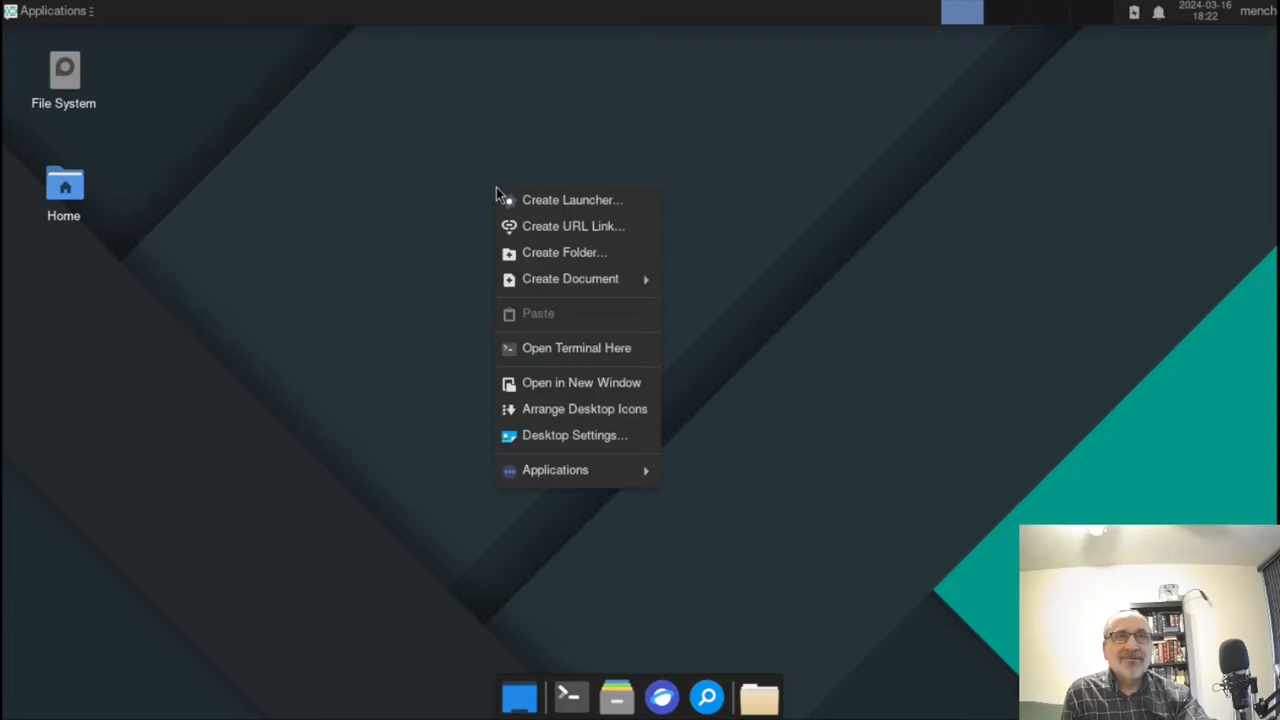 Applications
2024-03-16
18:22
mench
File System
Home
Create Launcher...
Create URL Link...
Create Folder...
Create Document
Paste
Open Terminal Here
Open in New Window
Arrange Desktop Icons
Desktop Settings...
Applications